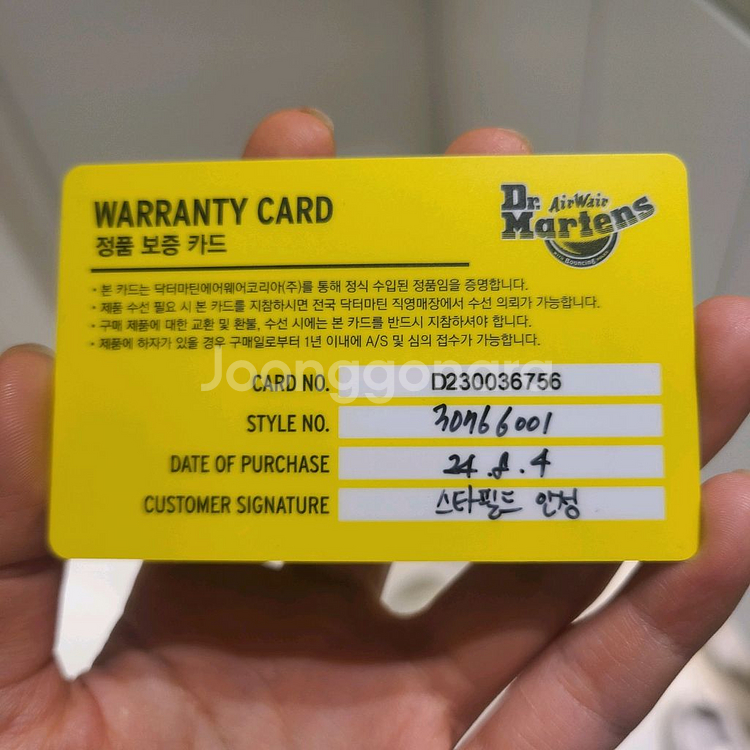 WARRANTY CARD
정품 보증 카드
Dr. AirWair
Martens
Bouncing
• 본 카드는 닥터마틴에어웨어코리아(주)를 통해 정식 수입된 정품임을 증명합니다.
• 제품 수선 필요 시 본 카드를 지참하시면 전국 닥터마틴 직영매장에서 수선 의뢰가 가능합니다.
• 구매 제품에 대한 교환 및 환불, 수선 시에는 본 카드를 반드시 지참하셔야 합니다.
• 제품에 하자가 있을 경우 구매일로부터 1년 이내에 A/S 및 심의 접수가 가능합니다.
Joonggonara
CARD NO. D230036756
STYLE NO. 30766001
DATE OF PURCHASE 24.8.4
CUSTOMER SIGNATURE 스타필드 안성